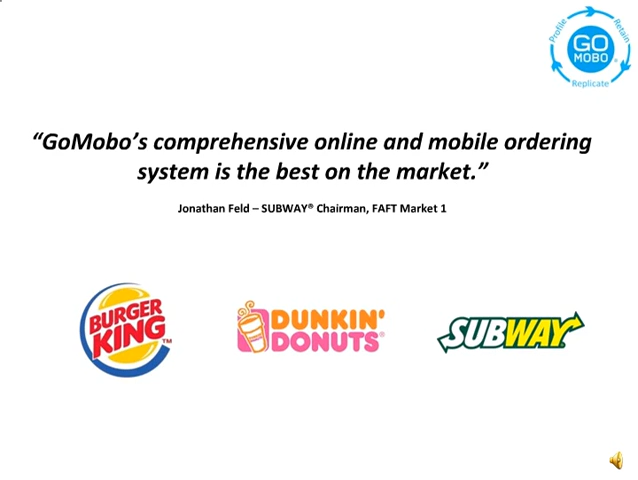 Profile
Retain
GO
MOBO
Replicate
“GoMobo’s comprehensive online and mobile ordering
system is the best on the market.”
Jonathan Feld – SUBWAY® Chairman, FAFT Market 1
BURGER
KING™
DUNKIN'
DONUTS®
SUBWAY®